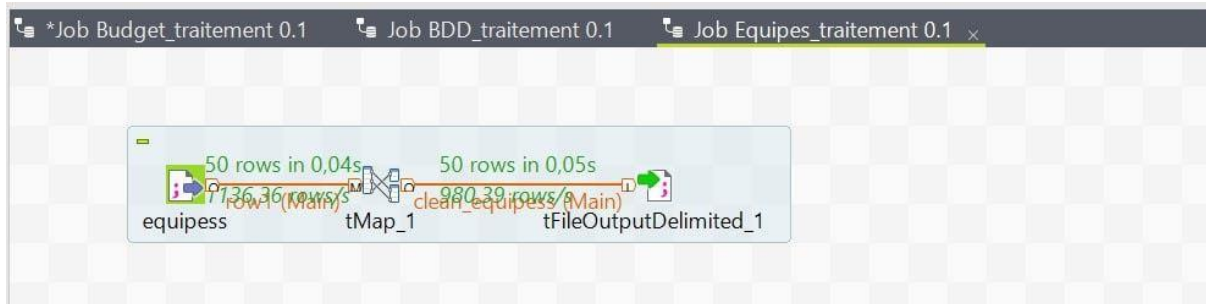 *Job Budget_traitement 0.1 Job BDD_traitement 0.1 Job Equipes_traitement 0.1
50 rows in 0,04s 50 rows in 0,05s
1136,36 rows/s 980,39 rows/s
row1 (Main) clean_equipess (Main)
equipess tMap_1 tFileOutputDelimited_1